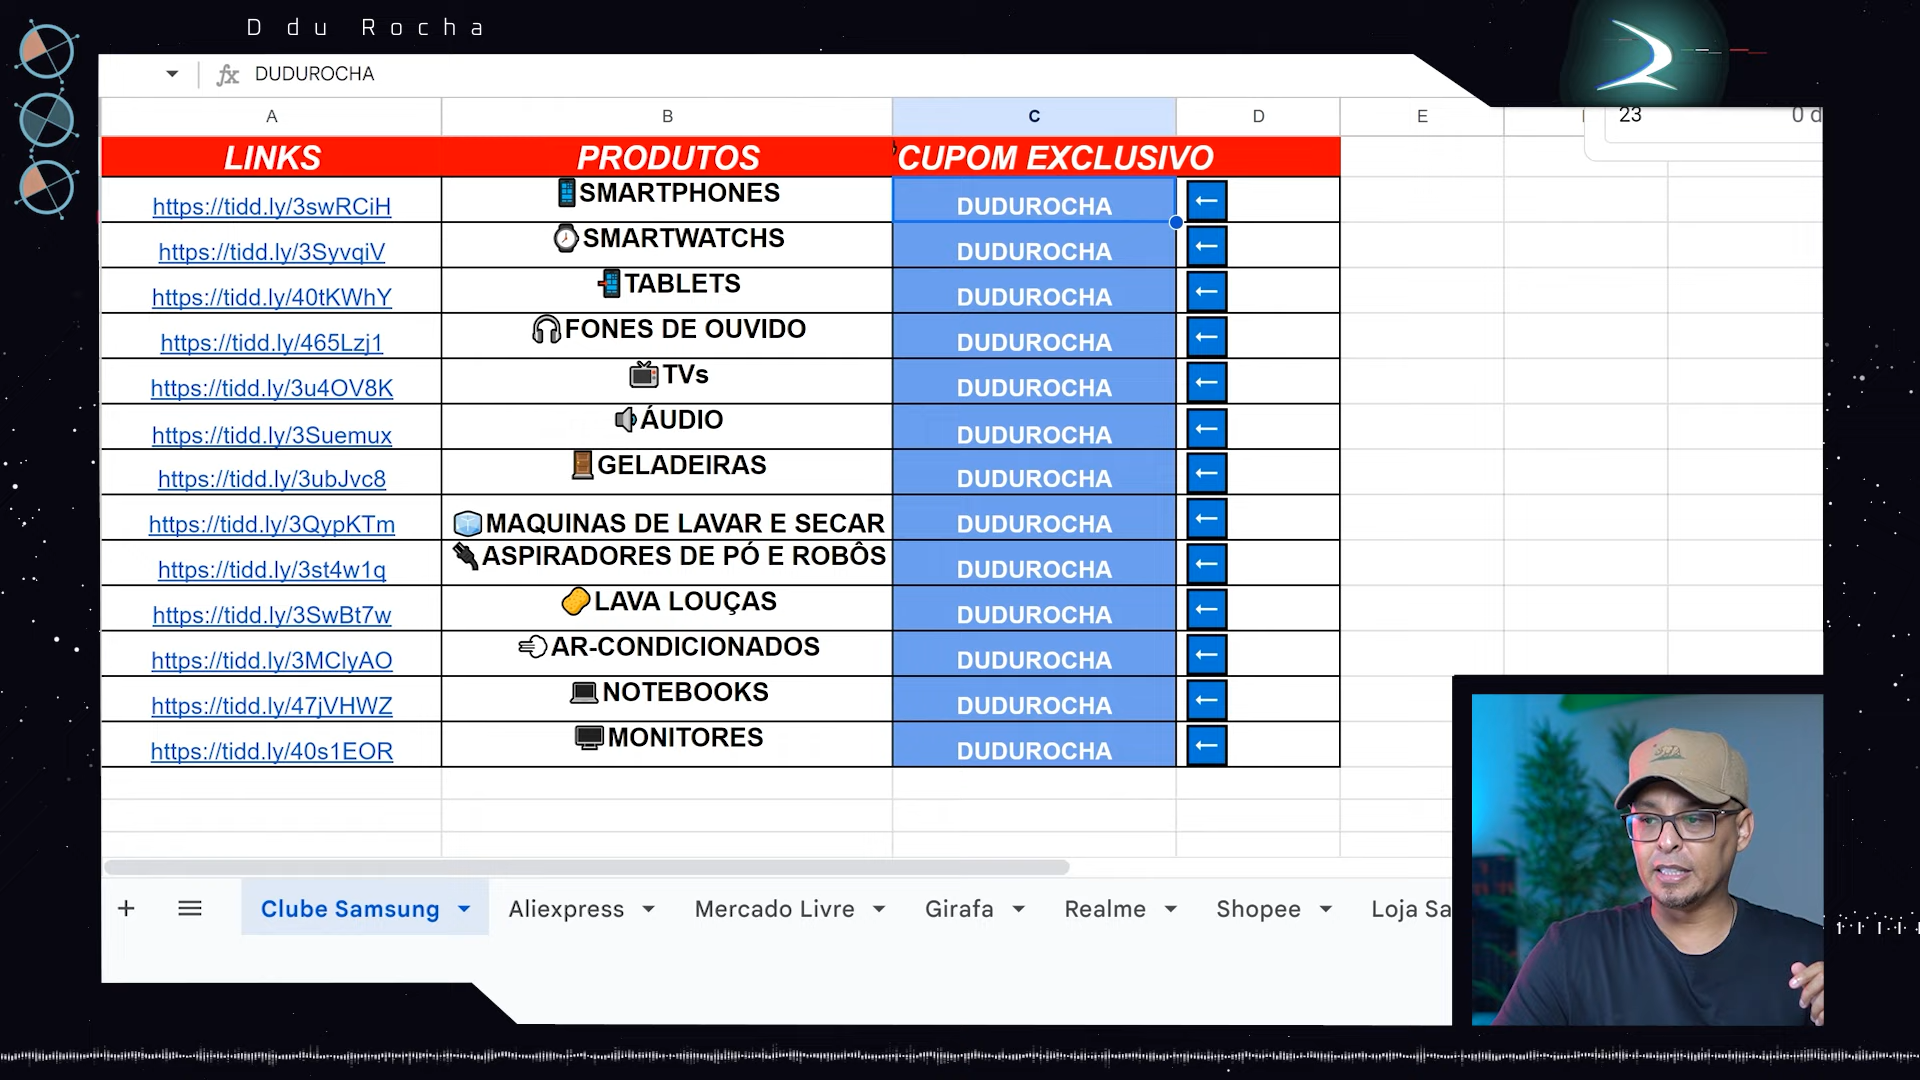 D du Rocha
fx DUDUROCHA
A B C D E
23 0 d
LINKS PRODUTOS CUPOM EXCLUSIVO
https://tidd.ly/3swRCiH SMARTPHONES DUDUROCHA
https://tidd.ly/3SyvqiV SMARTWATCHS DUDUROCHA
https://tidd.ly/40tKWhY TABLETS DUDUROCHA
https://tidd.ly/465Lzj1 FONES DE OUVIDO DUDUROCHA
https://tidd.ly/3u4OV8K TVs DUDUROCHA
https://tidd.ly/3Suemux ÁUDIO DUDUROCHA
https://tidd.ly/3ubJvc8 GELADEIRAS DUDUROCHA
https://tidd.ly/3QypKTm MAQUINAS DE LAVAR E SECAR DUDUROCHA
https://tidd.ly/3st4w1q ASPIRADORES DE PÓ E ROBÔS DUDUROCHA
https://tidd.ly/3SwBt7w LAVA LOUÇAS DUDUROCHA
https://tidd.ly/3MClyAO AR-CONDICIONADOS DUDUROCHA
https://tidd.ly/47jVHWZ NOTEBOOKS DUDUROCHA
https://tidd.ly/40s1EOR MONITORES DUDUROCHA
Clube Samsung Aliexpress Mercado Livre Girafa Realme Shopee Loja Sa